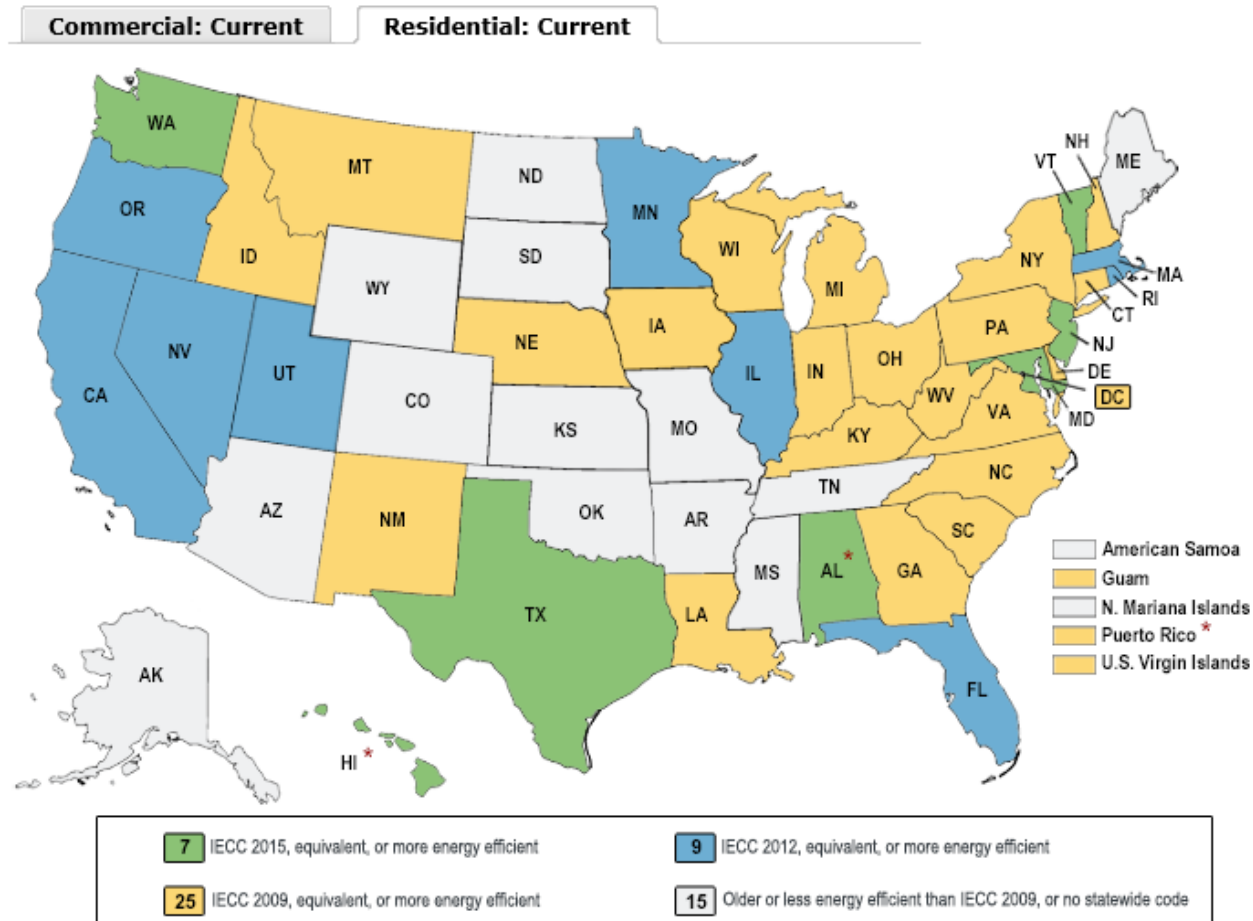 Commercial: Current
Residential: Current
WA
MT
ND
MN
VT
NH
ME
OR
ID
SD
WI
NY
MA
WY
MI
RI
CT
NE
IA
PA
NJ
NV
UT
IL
IN
OH
DE
CA
CO
WV
DC
KS
MO
VA
MD
KY
NC
AZ
NM
OK
AR
TN
SC
MS
AL *
GA
American Samoa
Guam
N. Mariana Islands
Puerto Rico *
U.S. Virgin Islands
TX
LA
AK
FL
HI *
7 IECC 2015, equivalent, or more energy efficient
9 IECC 2012, equivalent, or more energy efficient
25 IECC 2009, equivalent, or more energy efficient
15 Older or less energy efficient than IECC 2009, or no statewide code